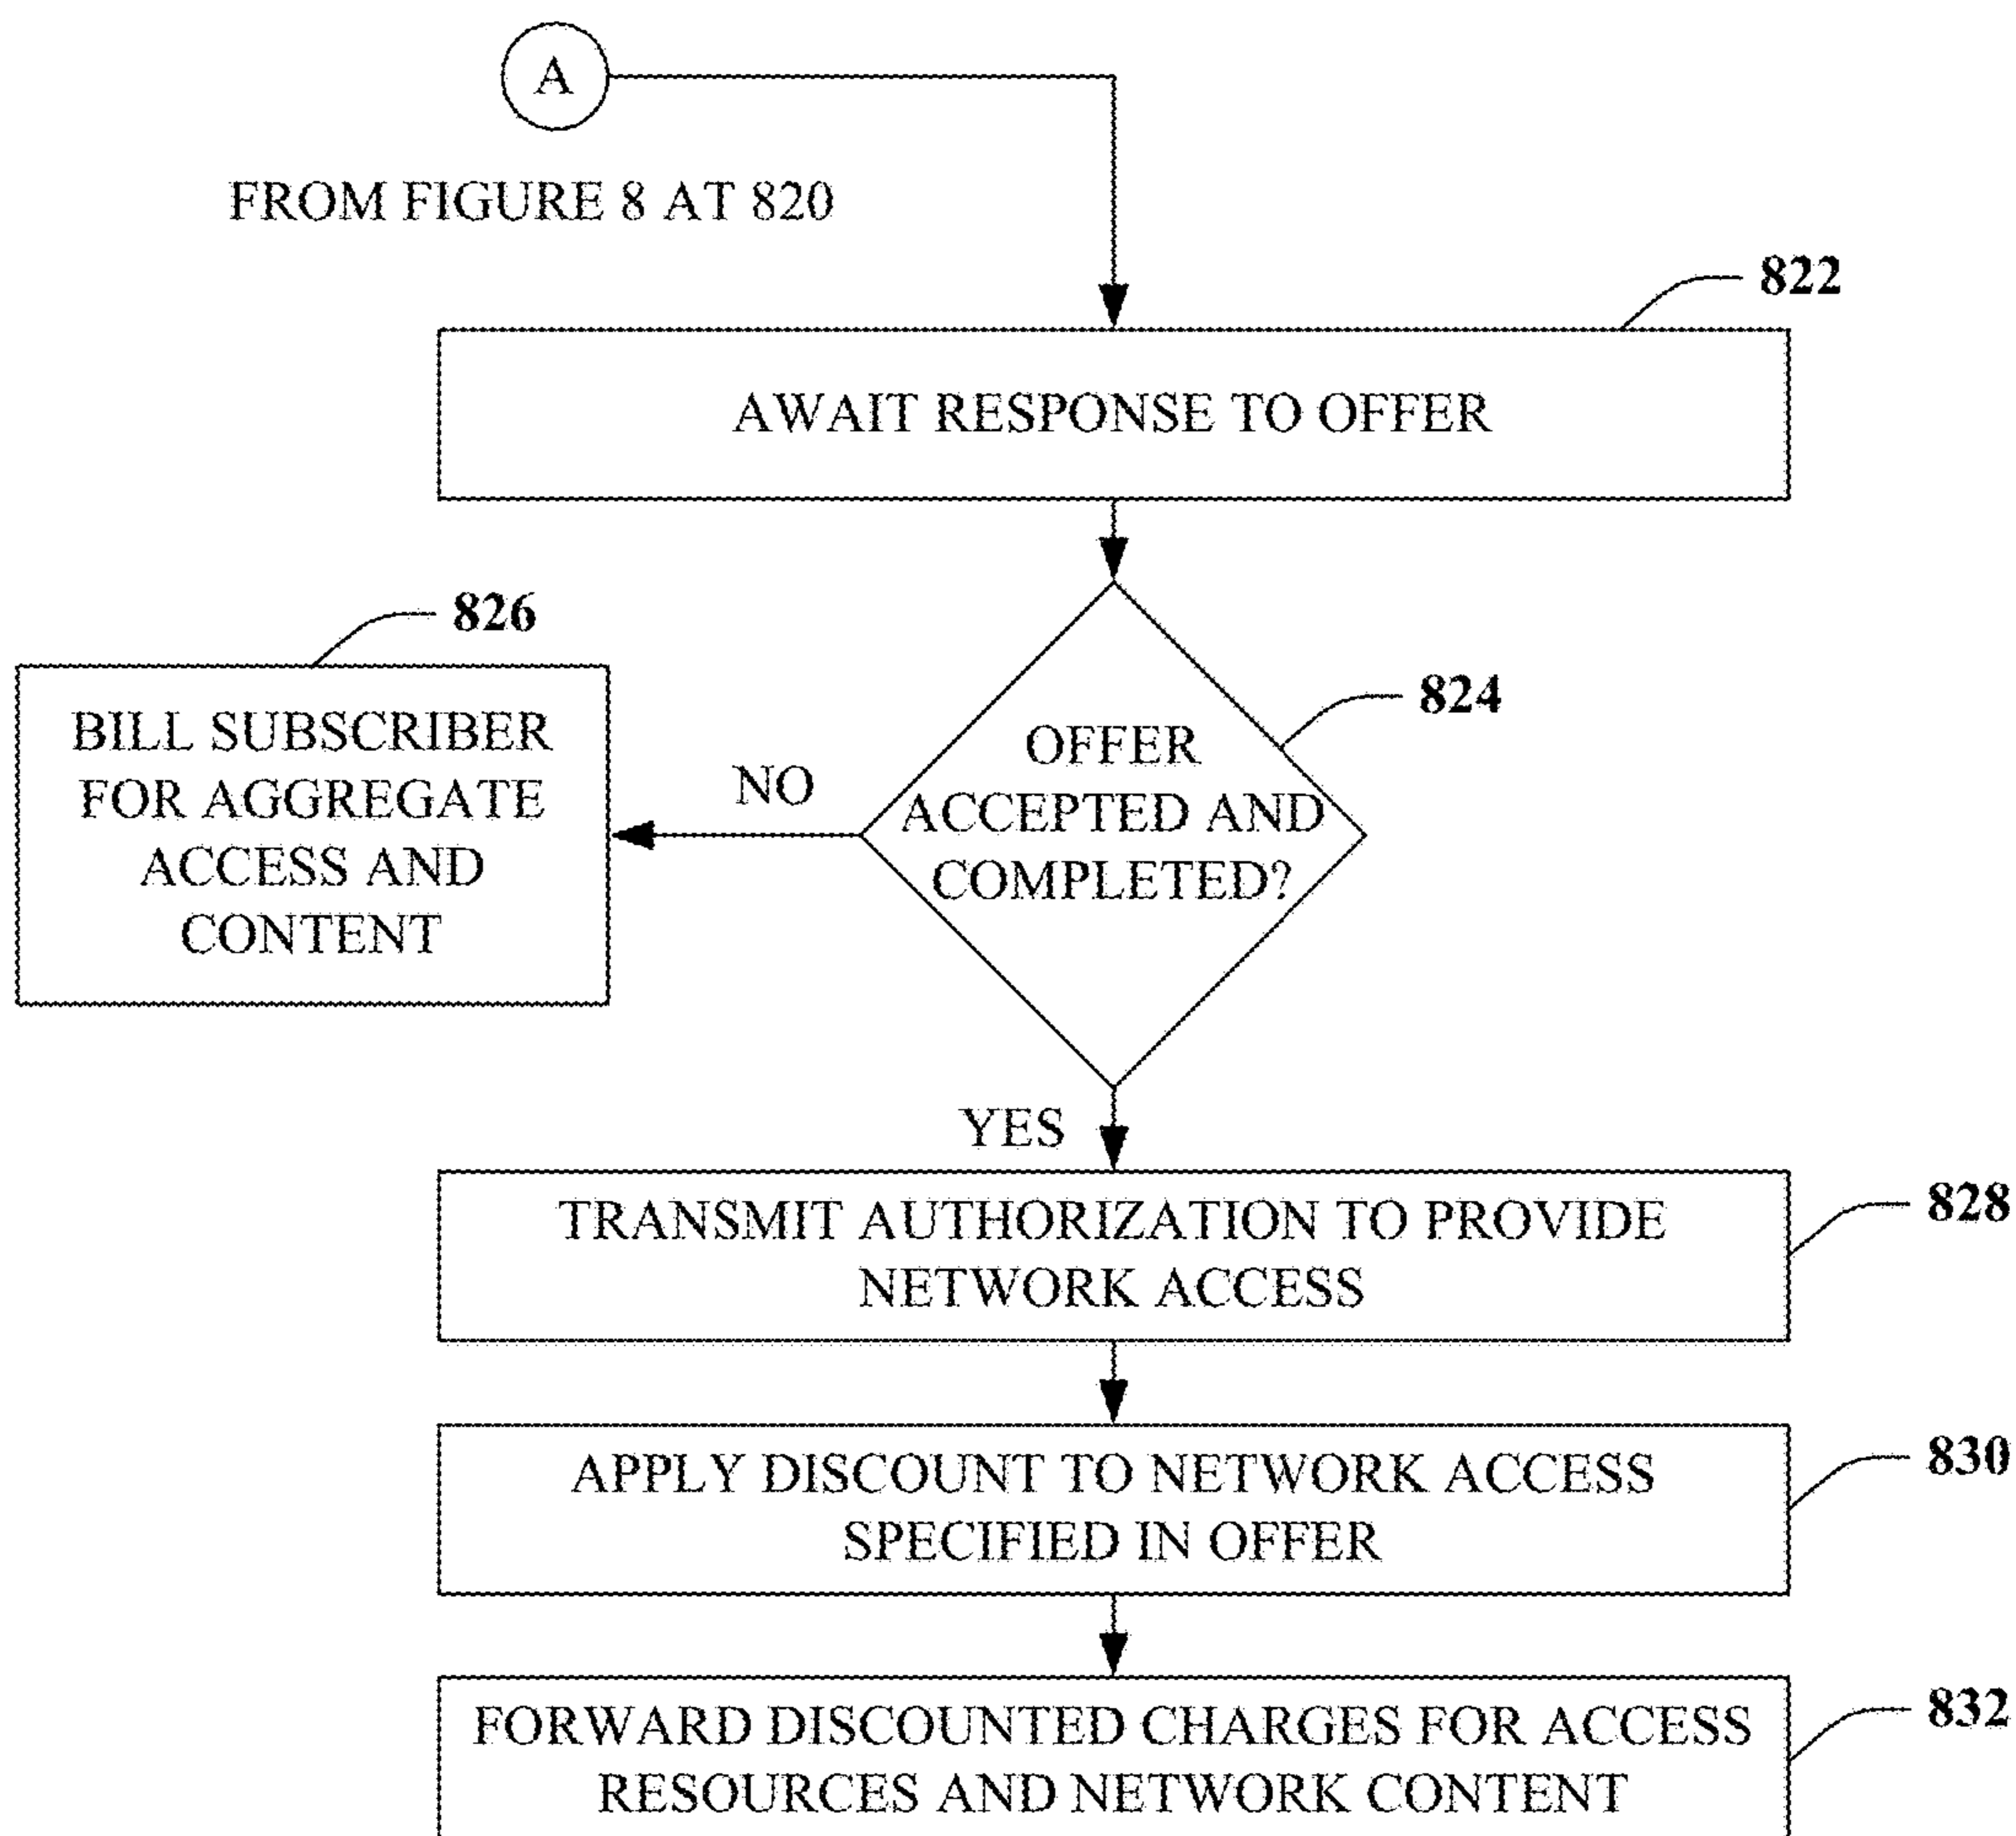 A
FROM FIGURE 8 AT 820
822
AWAIT RESPONSE TO OFFER
826
BILL SUBSCRIBER
FOR AGGREGATE
ACCESS AND
CONTENT
NO
824
OFFER
ACCEPTED AND
COMPLETED?
YES
828
TRANSMIT AUTHORIZATION TO PROVIDE
NETWORK ACCESS
830
APPLY DISCOUNT TO NETWORK ACCESS
SPECIFIED IN OFFER
832
FORWARD DISCOUNTED CHARGES FOR ACCESS
RESOURCES AND NETWORK CONTENT